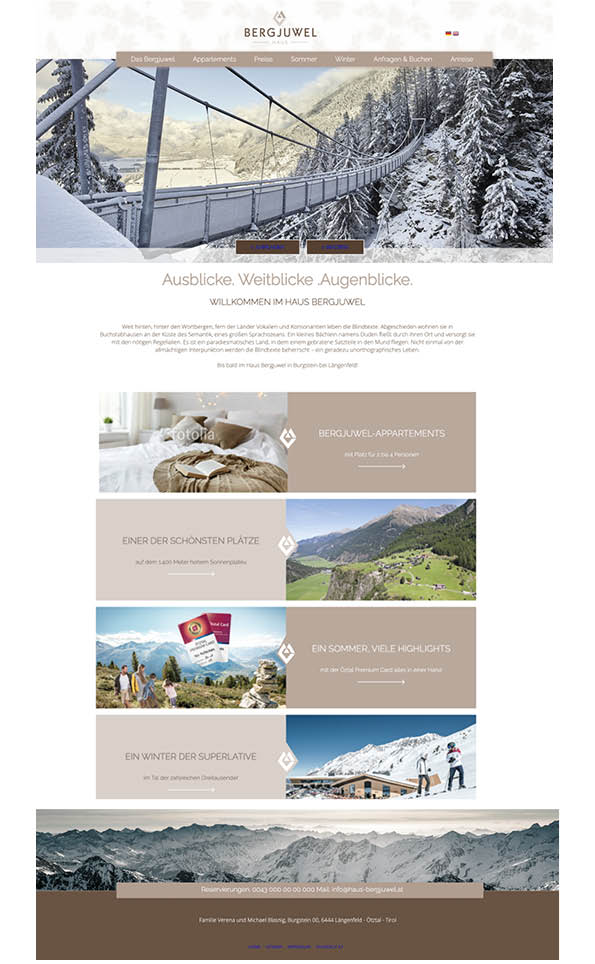 BERGJUWEL
HAUS
Das Bergjuwel Appartements Preise Sommer Winter Anfragen & Buchen Anreise
Ausblicke. Weitblicke .Augenblicke.
WILLKOMMEN IM HAUS BERGJUWEL
Weit hinten, hinter den Wortbergen, fern der Länder Vokalien und Konsonantien leben die Blindtexte. Abgeschieden wohnen sie in
Buchstabhausen an der Küste des Semantik, eines großen Sprachozeans. Ein kleines Bächlein namens Duden fließt durch ihren Ort und versorgt sie
mit den nötigen Regelialien. Es ist ein paradiesmatisches Land, in dem einem gebratene Satzteile in den Mund fliegen. Nicht einmal von der
allmächtigen Interpunktion werden die Blindtexte beherrscht – ein geradezu unorthographisches Leben.
Bis bald im Haus Bergjuwel in Burgstein bei Längenfeld!
fotolia
BERGJUWEL-APPARTEMENTS
mit Platz für 2 bis 4 Personen
EINER DER SCHÖNSTEN PLÄTZE
auf dem 1.400 Meter hohem Sonnenplateu
EIN SOMMER, VIELE HIGHLIGHTS
mit der Ötztal Premium Card alles in einer Hand
EIN WINTER DER SUPERLATIVE
im Tal der zahlreichen Dreitausender
Reservierungen: 0043 000 00 00 000 Mail: info@haus-bergjuwel.at
Familie Verena und Michael Blasnig, Burgstein 00, 6444 Längenfeld - Ötztal - Tirol